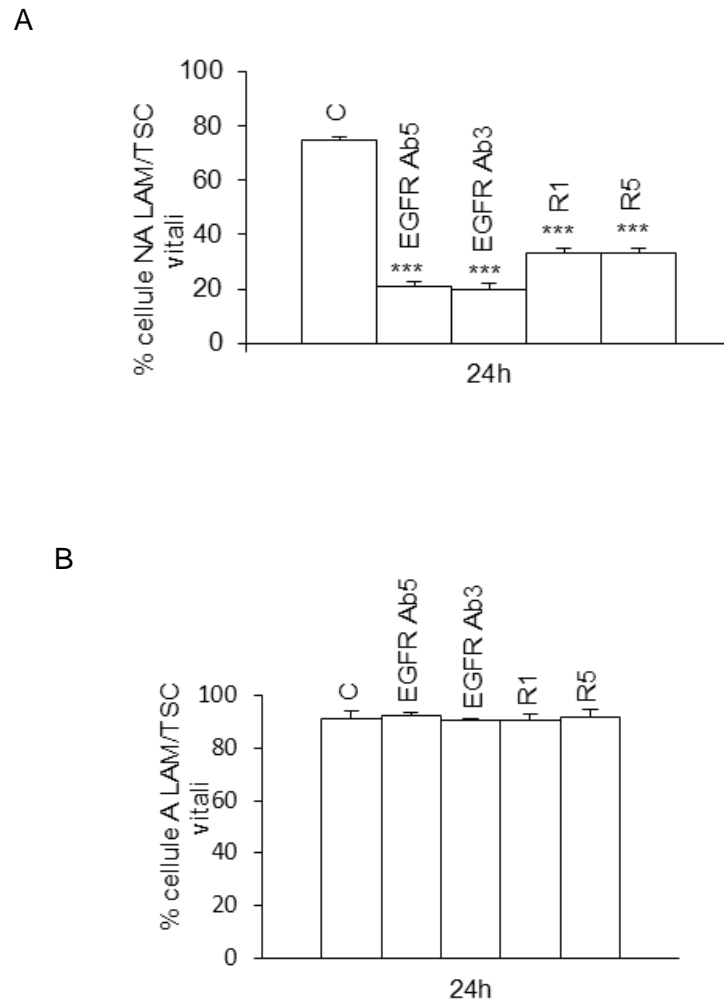 A
% cellule NA LAM/TSC
vitali
100
80
60
40
20
0
C
EGFR Ab5
EGFR Ab3
R1
R5
***
***
***
***
24h
B
% cellule A LAM/TSC
vitali
100
80
60
40
20
0
C
EGFR Ab5
EGFR Ab3
R1
R5
24h